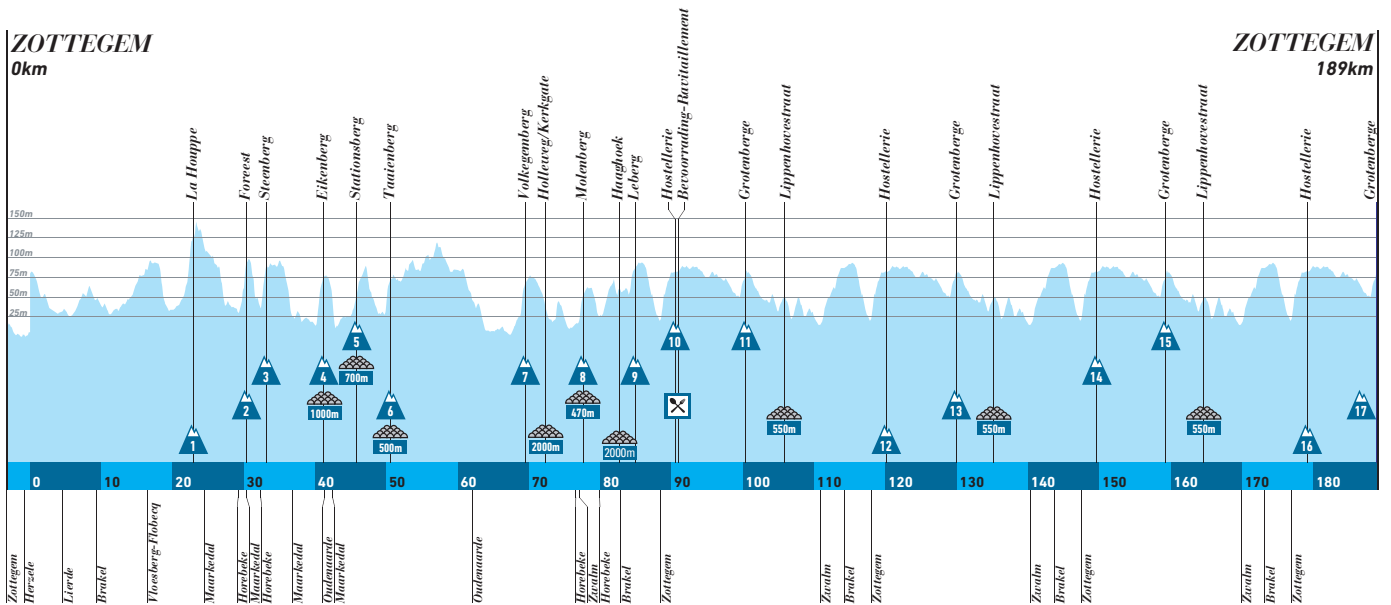 ZOTTEGEM
0km
ZOTTEGEM
189km
La Houppe
Foreest
Steenberg
Eikenberg
Stationsberg
Taaienberg
Volkegemberg
Holleweg/Kerkgate
Molenberg
Haaghoek
Leberg
Hostellerie
Bevoorrading-Ravitaillement
Grotenberge
Lippenhovestraat
Hostellerie
Grotenberge
Lippenhovestraat
Hostellerie
Grotenberge
Lippenhovestraat
Hostellerie
Grotenberge
150m
125m
100m
75m
50m
25m
1
2
3
4
1000m
5
700m
6
500m
7
2000m
8
470m
2000m
9
10
11
550m
12
13
550m
14
15
550m
16
17
0 10 20 30 40 50 60 70 80 90 100 110 120 130 140 150 160 170 180
Zottegem
Herzele
Lierde
Brakel
Vloesberg-Flobecq
Maarkedal
Horebeke
Maarkedal
Horebeke
Maarkedal
Oudenaarde
Maarkedal
Oudenaarde
Horebeke
Zwalm
Horebeke
Brakel
Zottegem
Zwalm
Brakel
Zottegem
Zwalm
Brakel
Zottegem
Zwalm
Brakel
Zottegem